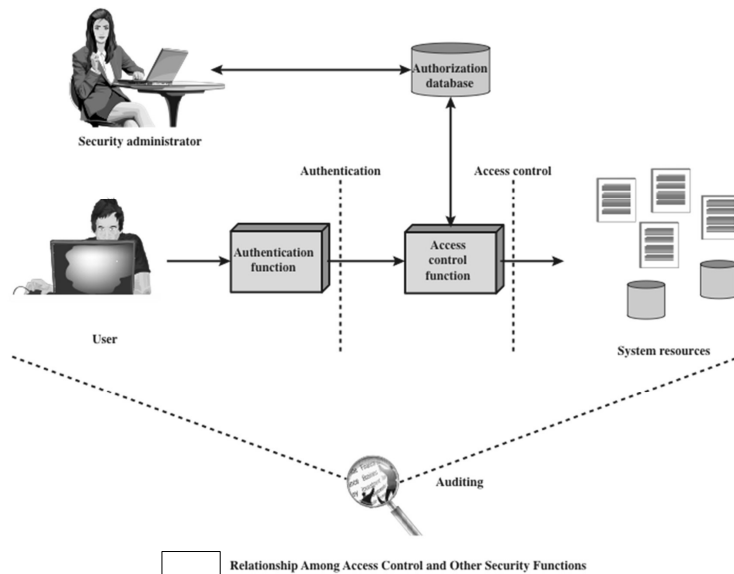 Authorization
database
Security administrator
Authentication
Access control
Authentication
function
Access
control
function
User
System resources
Auditing
Relationship Among Access Control and Other Security Functions